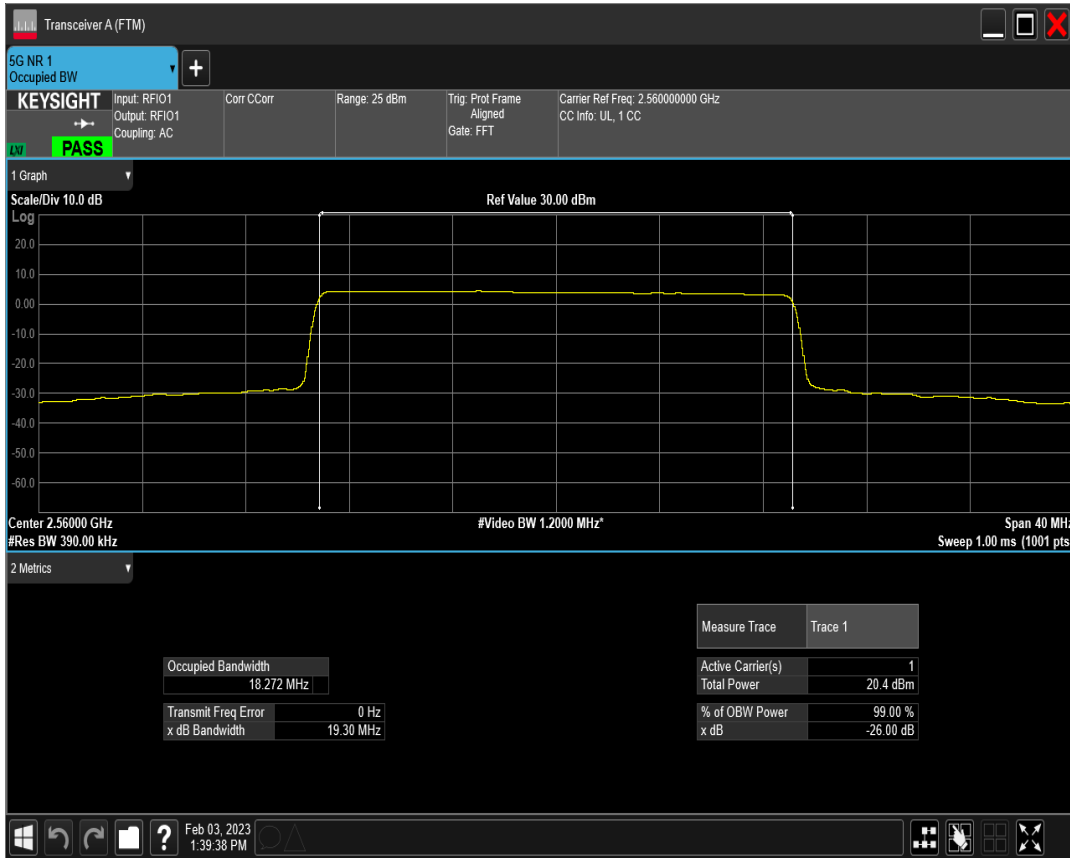 Transceiver A (FTM)
5G NR 1
Occupied BW
+
KEYSIGHT
LXI
PASS
Input: RFIO1
Output: RFIO1
Coupling: AC
Corr CCorr
Range: 25 dBm
Trig: Prot Frame
Aligned
Gate: FFT
Carrier Ref Freq: 2.560000000 GHz
CC Info: UL, 1 CC
1 Graph
Scale/Div 10.0 dB
Ref Value 30.00 dBm
Log
20.0
10.0
0.00
-10.0
-20.0
-30.0
-40.0
-50.0
-60.0
Center 2.56000 GHz
#Video BW 1.2000 MHz*
Span 40 MHz
#Res BW 390.00 kHz
Sweep 1.00 ms (1001 pts
2 Metrics
Measure Trace Trace 1
Occupied Bandwidth
18.272 MHz
Active Carrier(s) 1
Total Power 20.4 dBm
Transmit Freq Error 0 Hz
x dB Bandwidth 19.30 MHz
% of OBW Power 99.00 %
x dB -26.00 dB
?
Feb 03, 2023
1:39:38 PM